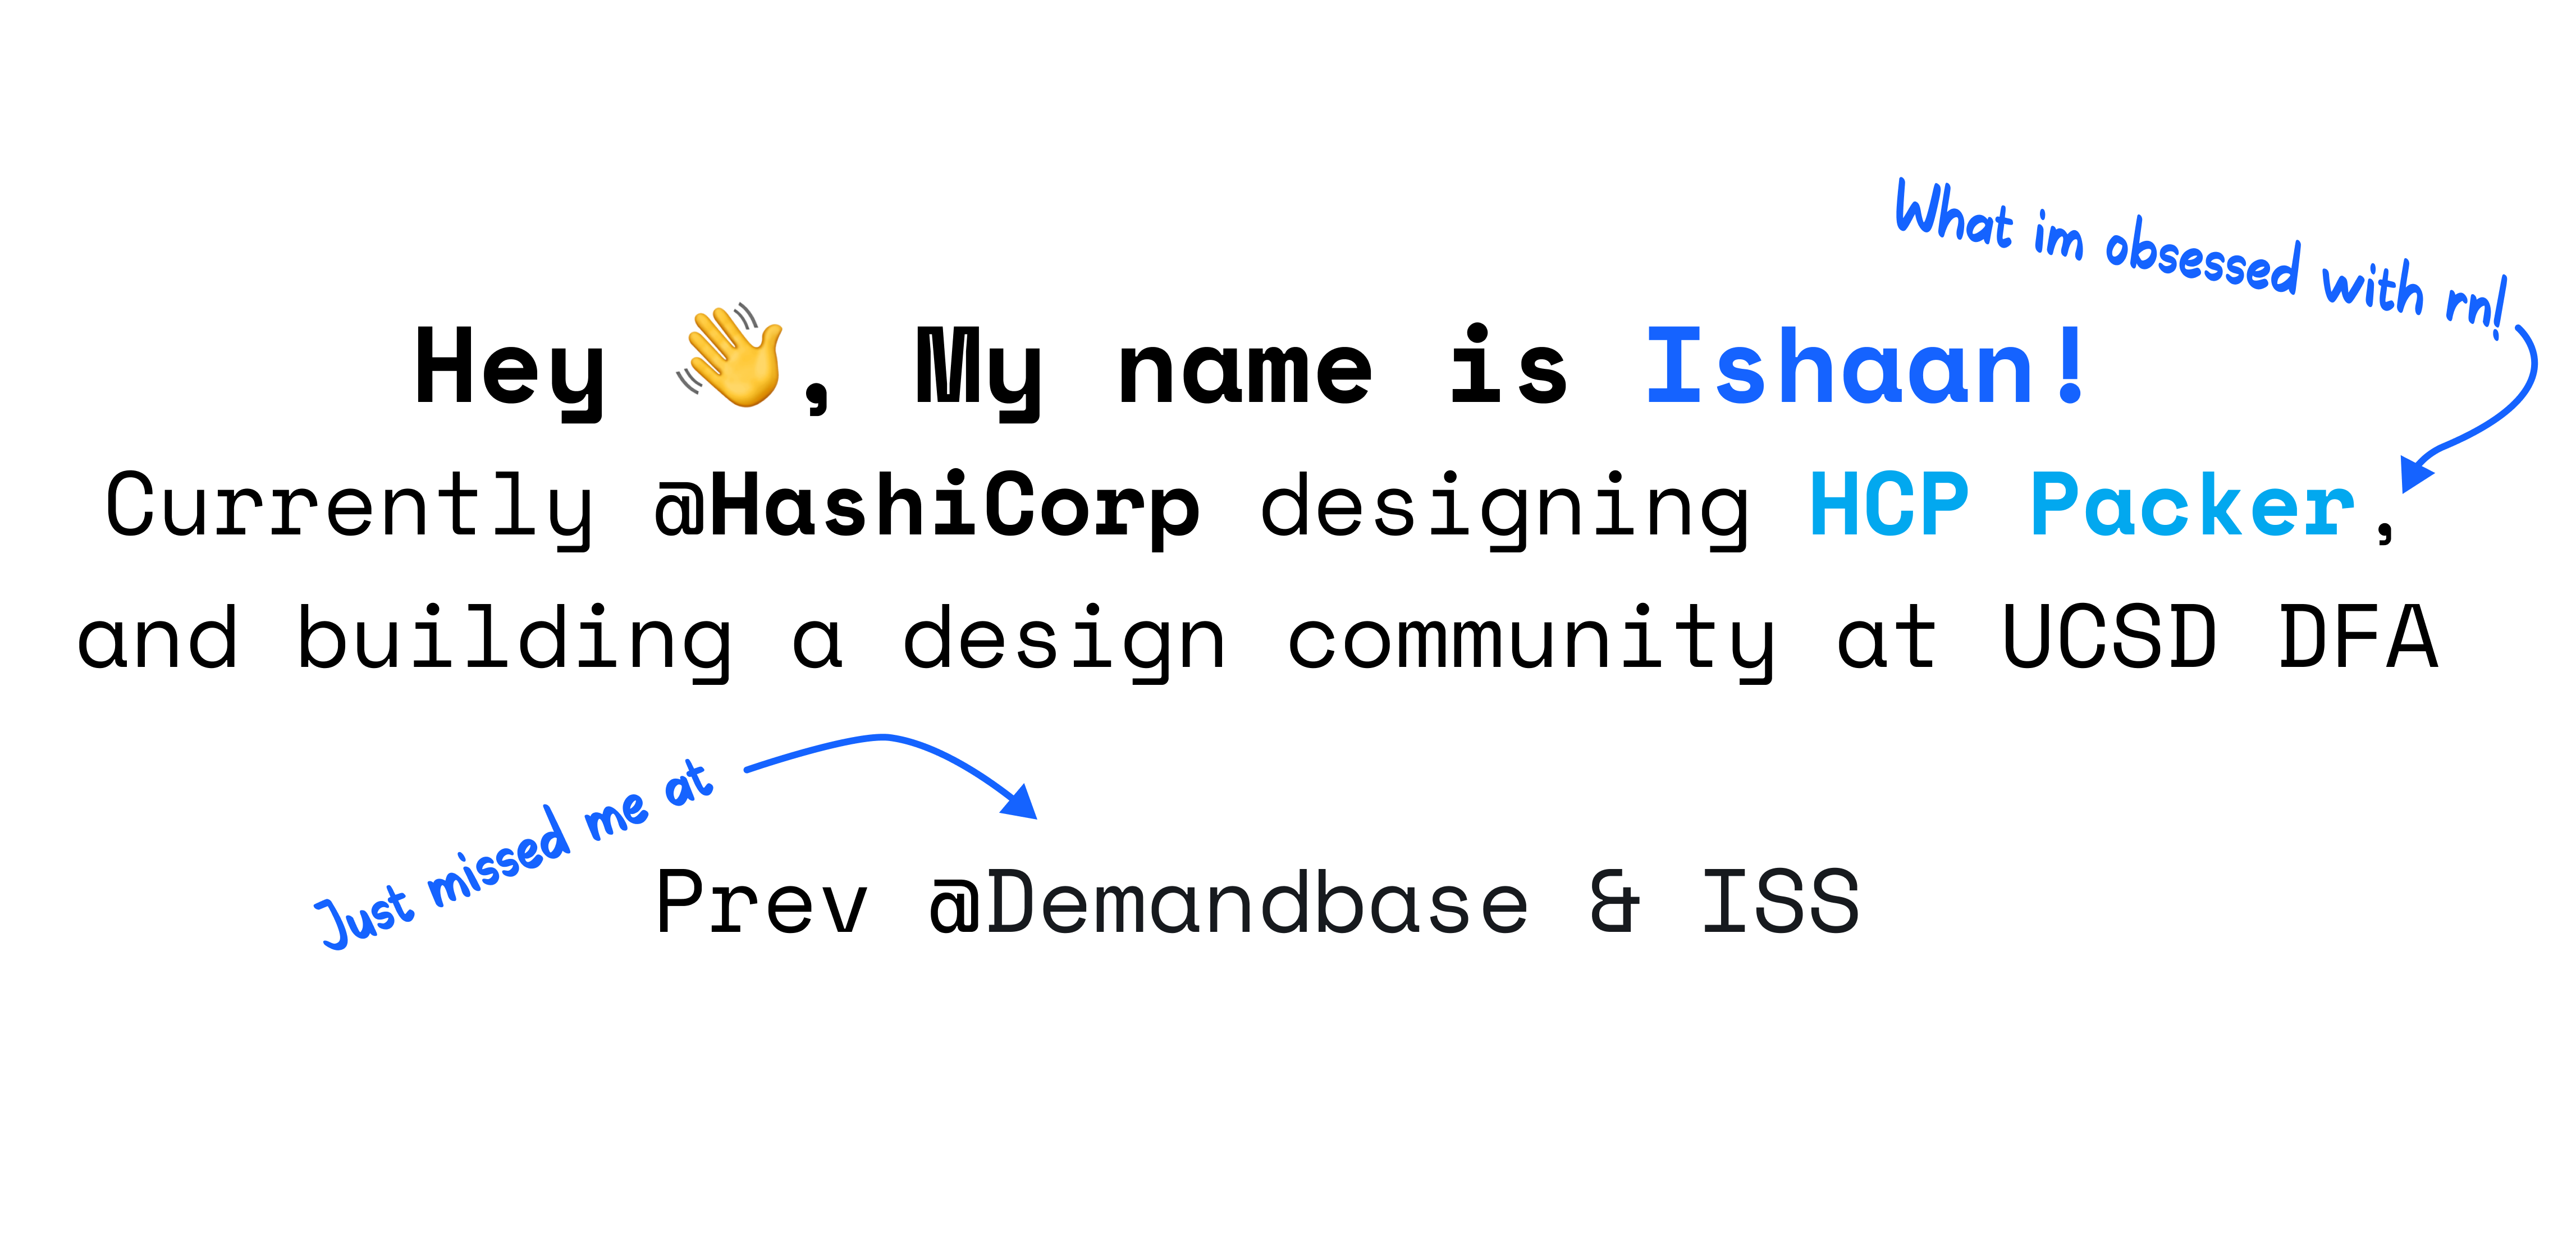 What im obsessed with rn!
Hey 👋, My name is Ishaan!
Currently @HashiCorp designing HCP Packer,
and building a design community at UCSD DFA
Just missed me at
Prev @Demandbase & ISS